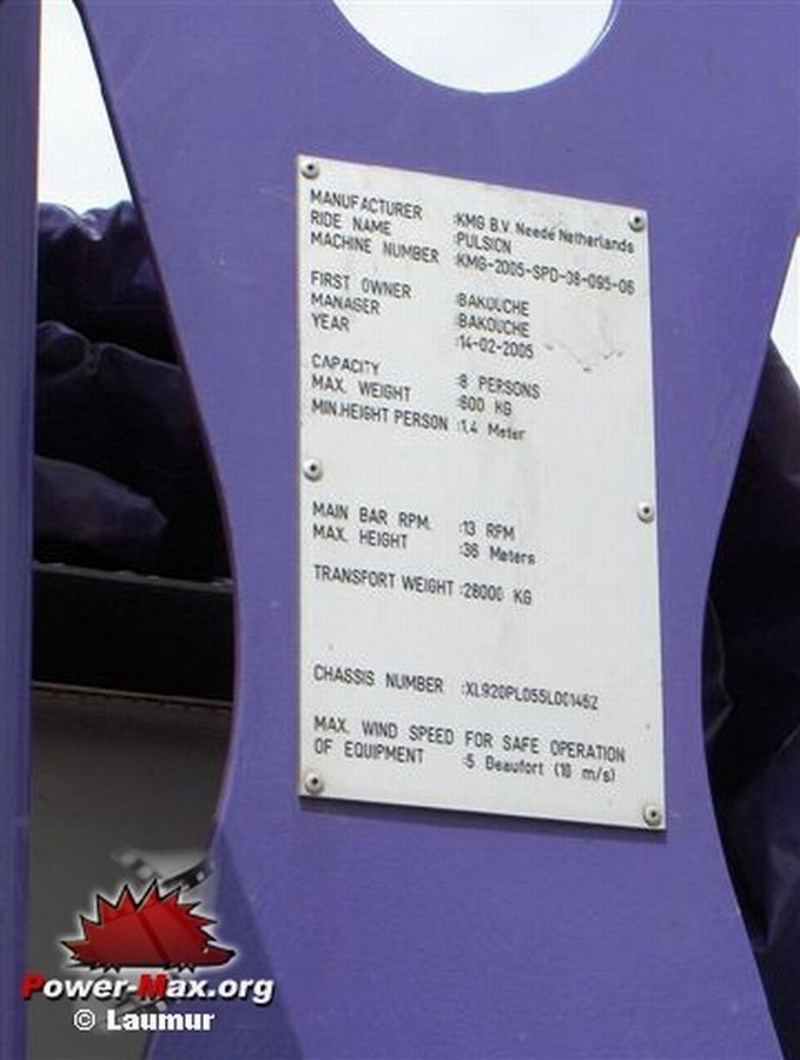 MANUFACTURER :KMG B.V. Neede Netherlands
RIDE NAME :PULSION
MACHINE NUMBER :KMG-2005-SPD-38-095-06
FIRST OWNER :BAKOUCHE
MANAGER :BAKOUCHE
YEAR :14-02-2005
CAPACITY :8 PERSONS
MAX. WEIGHT :800 KG
MIN.HEIGHT PERSON :1,4 Meter
MAIN BAR RPM. :13 RPM
MAX. HEIGHT :36 Meters
TRANSPORT WEIGHT :28000 KG
CHASSIS NUMBER :XL920PL055L001452
MAX. WIND SPEED FOR SAFE OPERATION
OF EQUIPMENT :5 Beaufort (10 m/s)
Power-Max.org
© Laumur